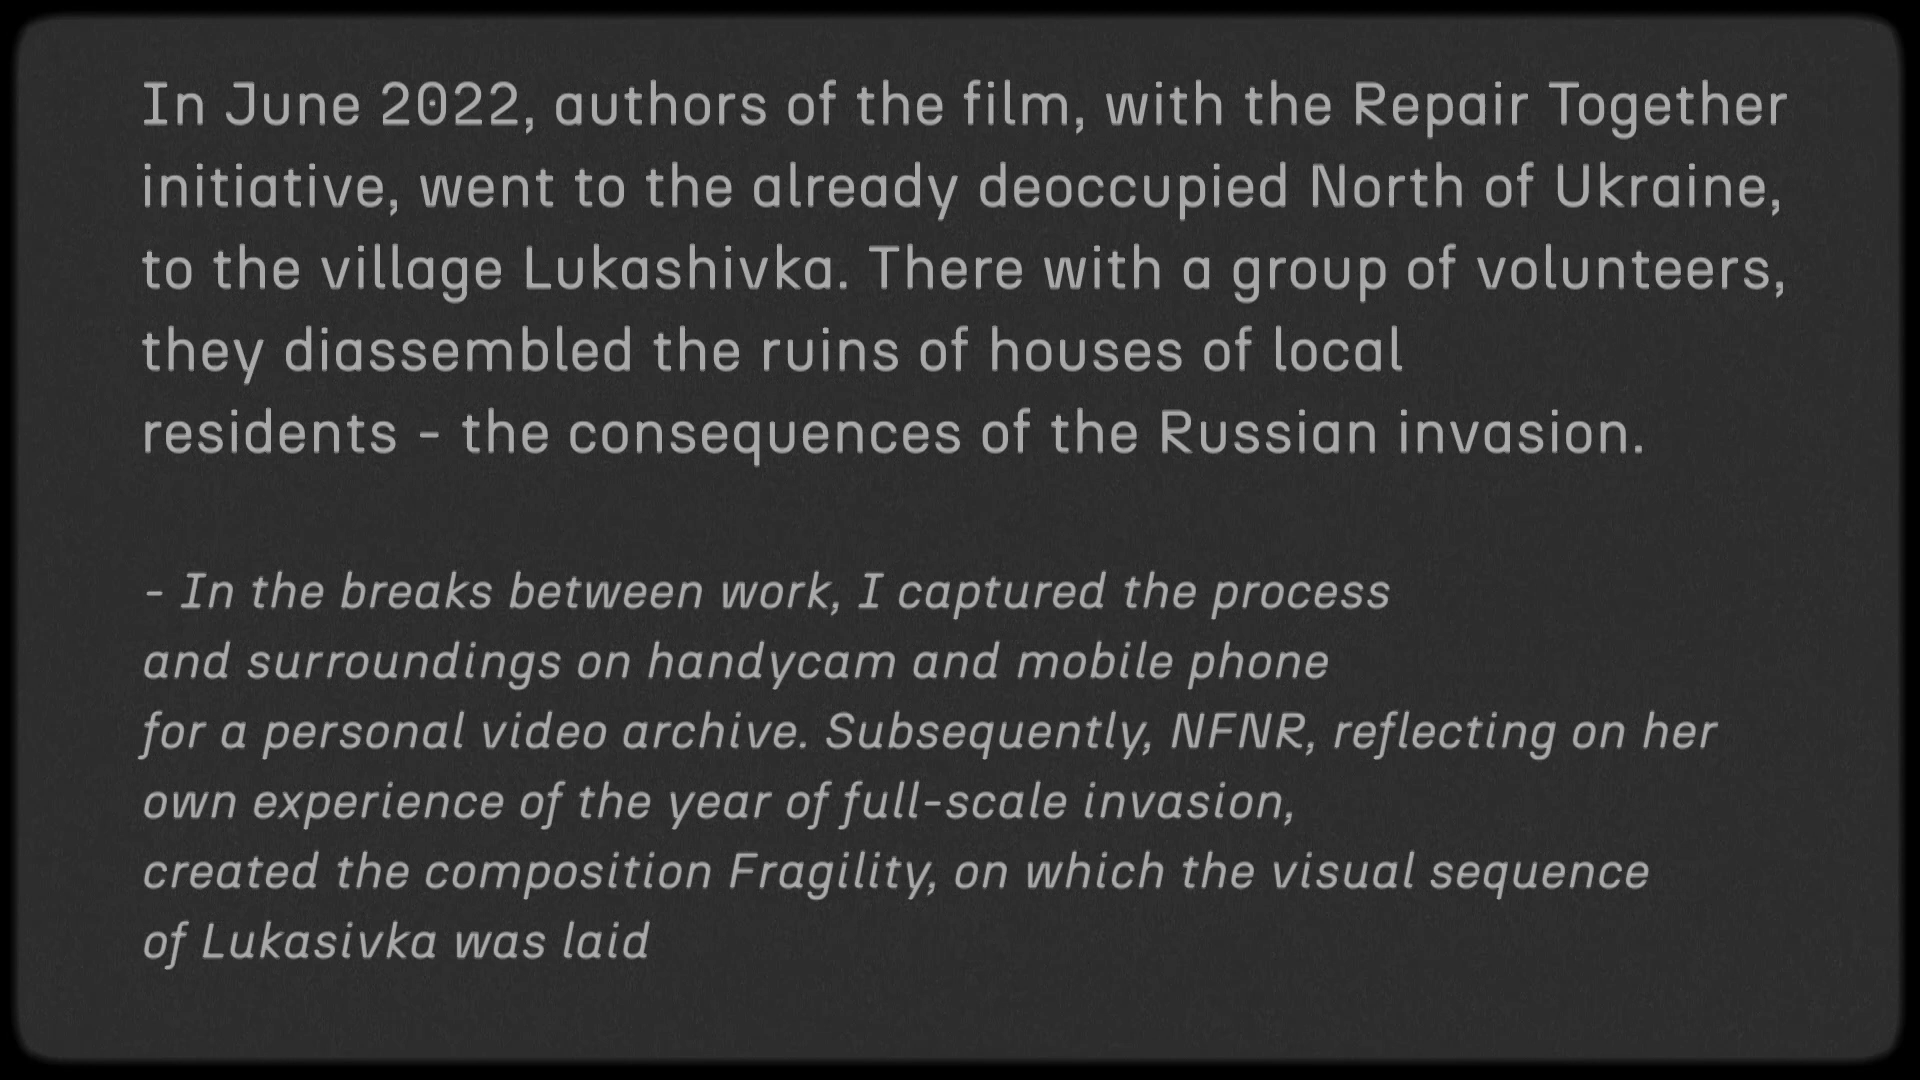 In June 2022, authors of the film, with the Repair Together
initiative, went to the already deoccupied North of Ukraine,
to the village Lukashivka. There with a group of volunteers,
they diassembled the ruins of houses of local
residents - the consequences of the Russian invasion.
- In the breaks between work, I captured the process
and surroundings on handycam and mobile phone
for a personal video archive. Subsequently, NFNR, reflecting on her
own experience of the year of full-scale invasion,
created the composition Fragility, on which the visual sequence
of Lukasivka was laid